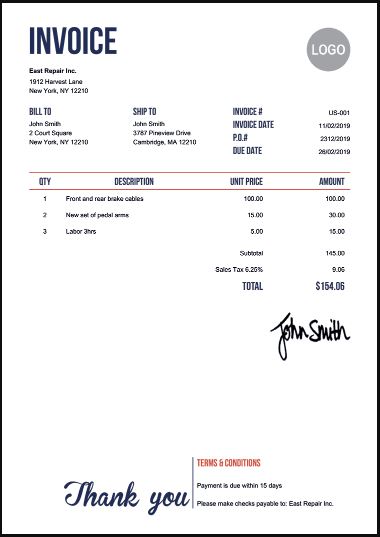 INVOICE
LOGO
East Repair Inc.
1912 Harvest Lane
New York, NY 12210
BILL TO
John Smith
2 Court Square
New York, NY 12210
SHIP TO
John Smith
3787 Pineview Drive
Cambridge, MA 12210
INVOICE # US-001
INVOICE DATE 11/02/2019
P.O.# 2312/2019
DUE DATE 26/02/2019
QTY DESCRIPTION UNIT PRICE AMOUNT
1 Front and rear brake cables 100.00 100.00
2 New set of pedal arms 15.00 30.00
3 Labor 3hrs 5.00 15.00
Subtotal 145.00
Sales Tax 6.25% 9.06
TOTAL $154.06
John Smith
Thank you
TERMS & CONDITIONS
Payment is due within 15 days
Please make checks payable to: East Repair Inc.